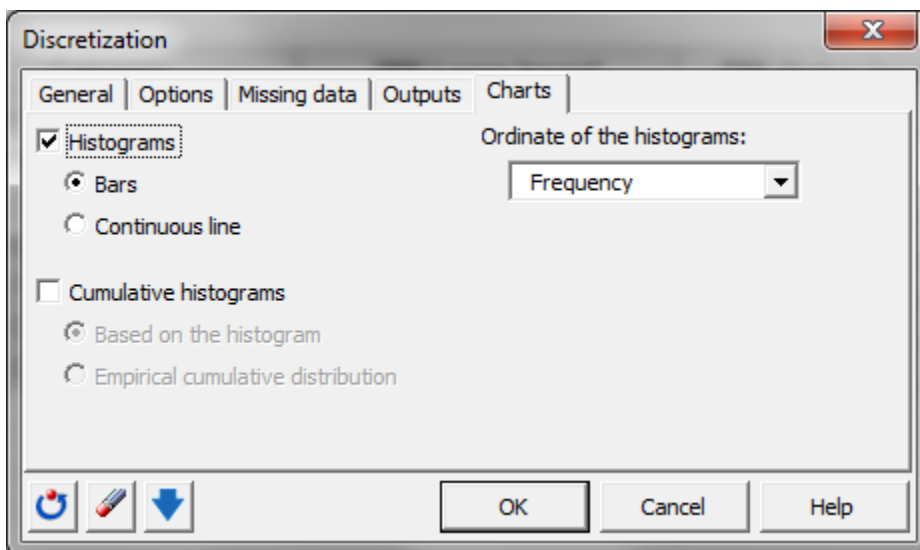 Discretization
General Options Missing data Outputs Charts
Histograms
Ordinate of the histograms:
Bars
Frequency
Continuous line
Cumulative histograms
Based on the histogram
Empirical cumulative distribution
OK Cancel Help